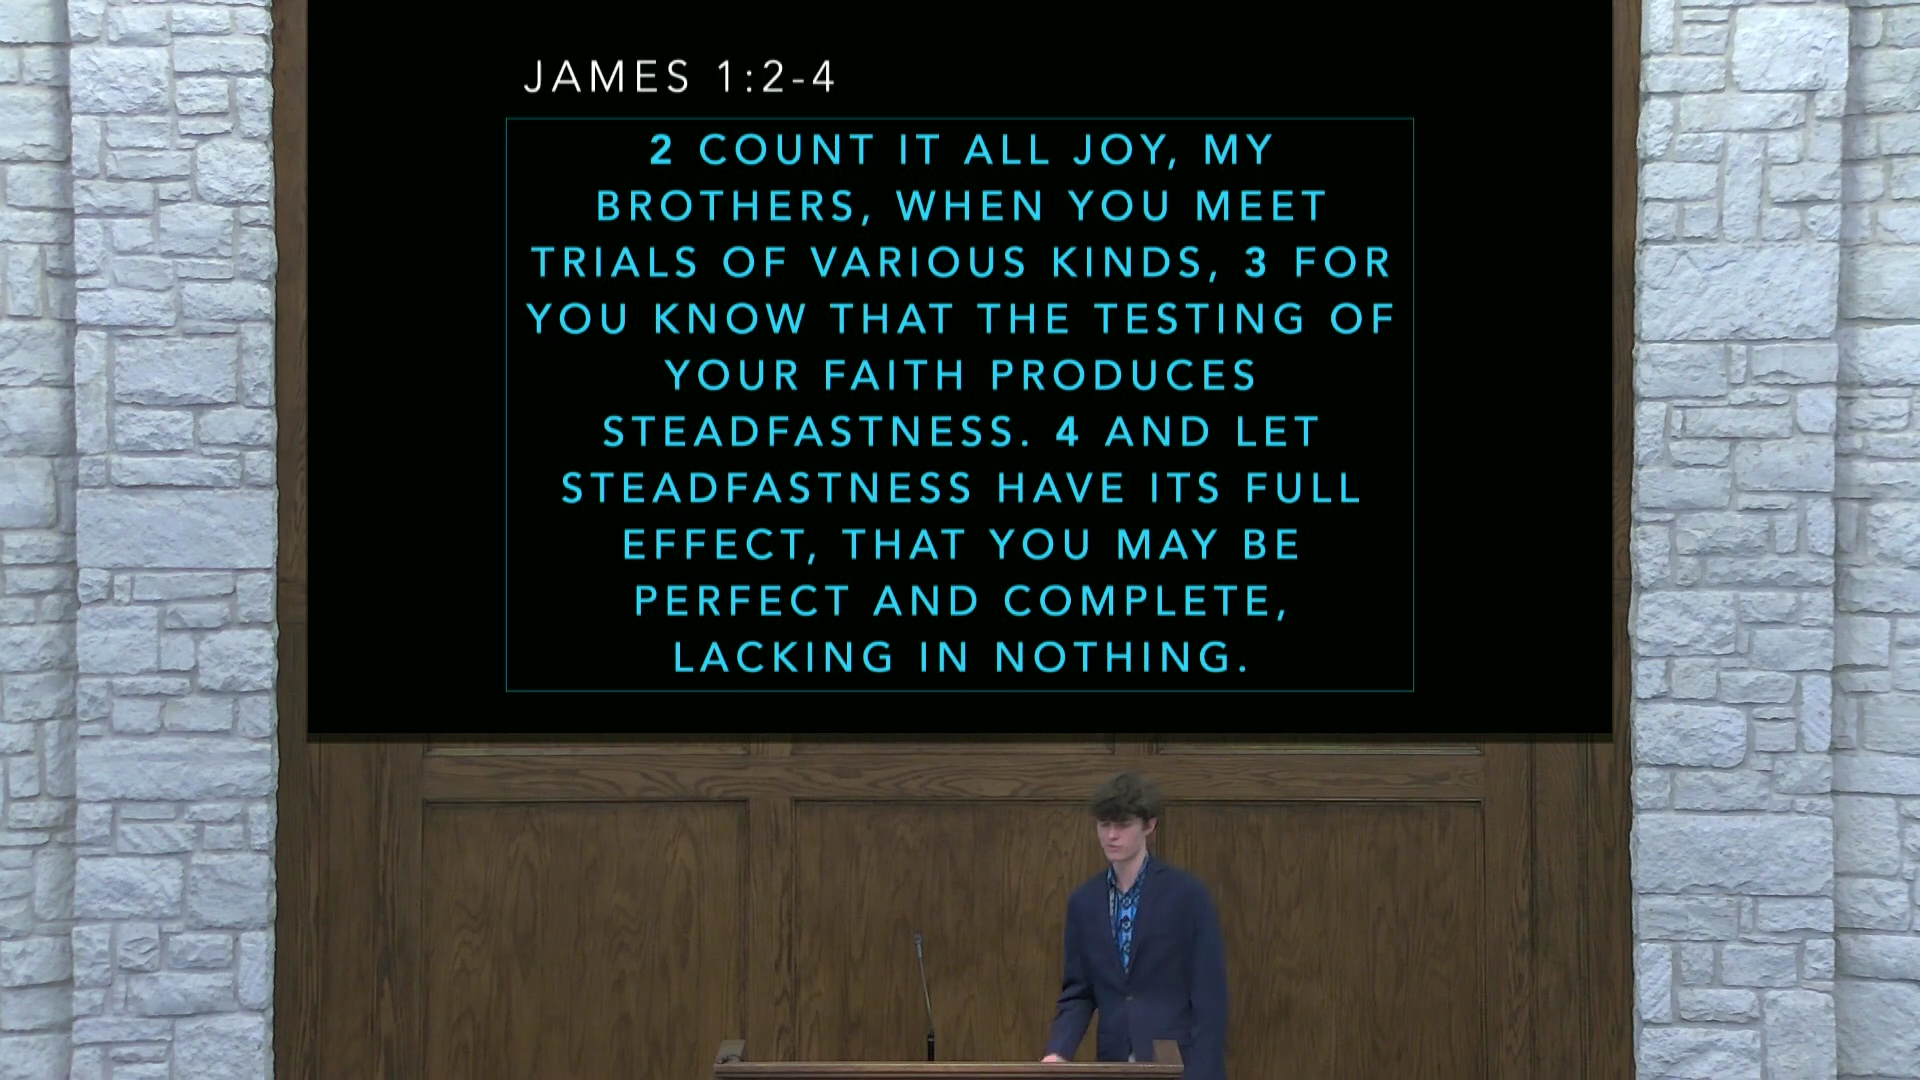 JAMES 1:2-4
2 COUNT IT ALL JOY, MY
BROTHERS, WHEN YOU MEET
TRIALS OF VARIOUS KINDS, 3 FOR
YOU KNOW THAT THE TESTING OF
YOUR FAITH PRODUCES
STEADFASTNESS. 4 AND LET
STEADFASTNESS HAVE ITS FULL
EFFECT, THAT YOU MAY BE
PERFECT AND COMPLETE,
LACKING IN NOTHING.